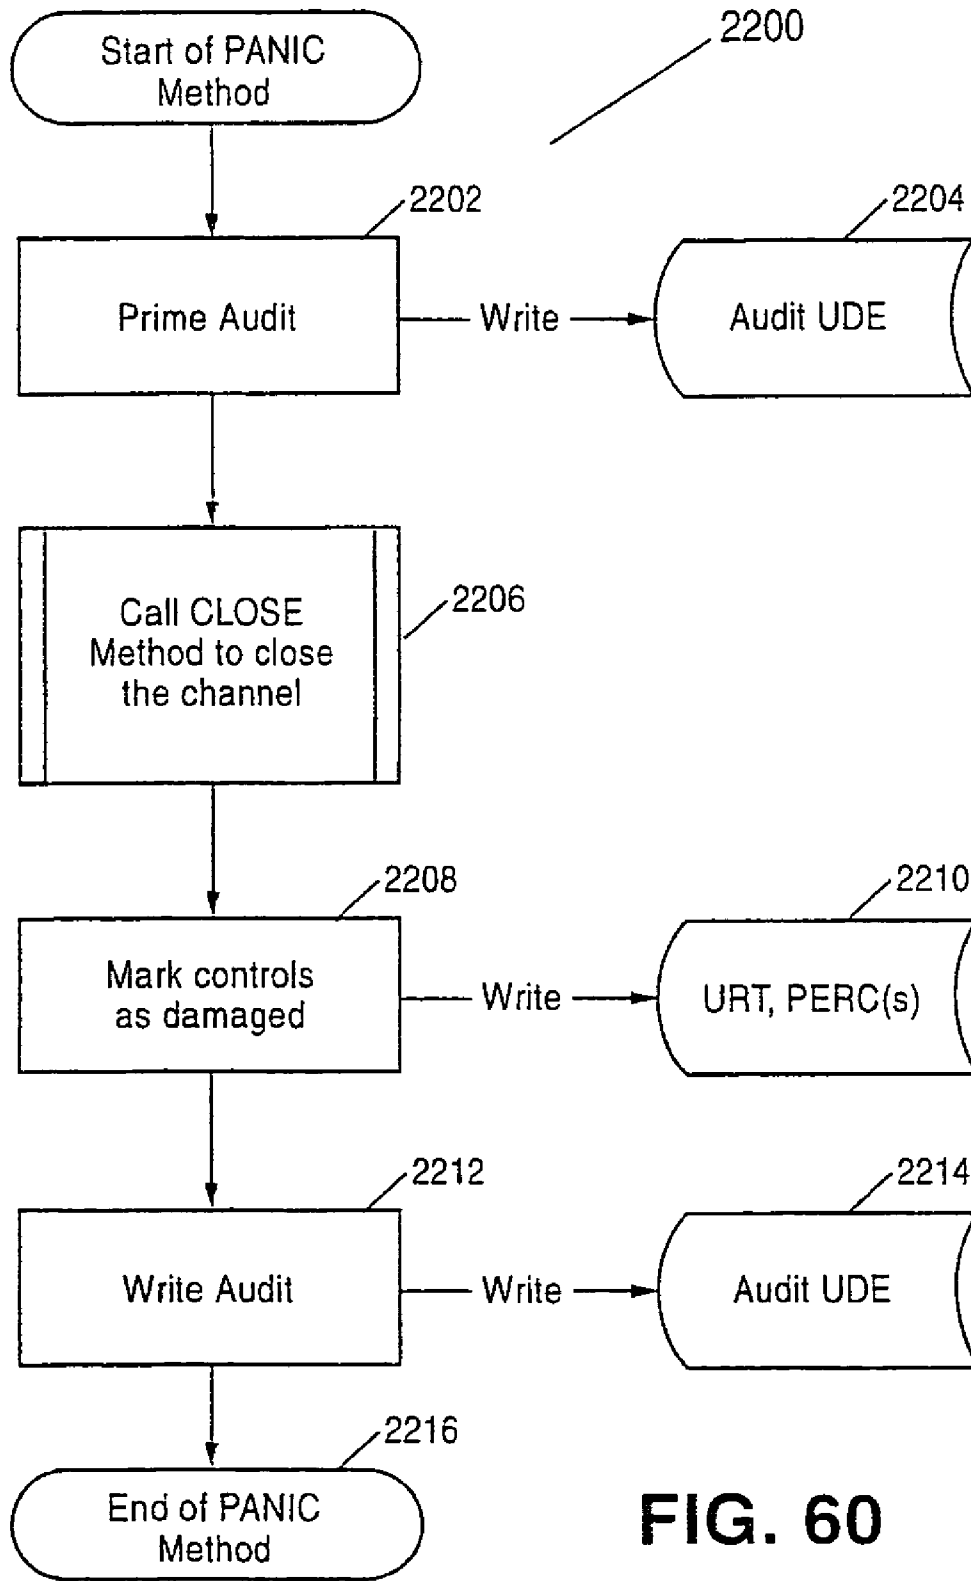 2200
Start of PANIC
Method
2202
2204
Prime Audit
Write
Audit UDE
2206
Call CLOSE
Method to close
the channel
2208
2210
Mark controls
as damaged
Write
URT, PERC(s)
2212
2214
Write Audit
Write
Audit UDE
2216
End of PANIC
Method
FIG. 60